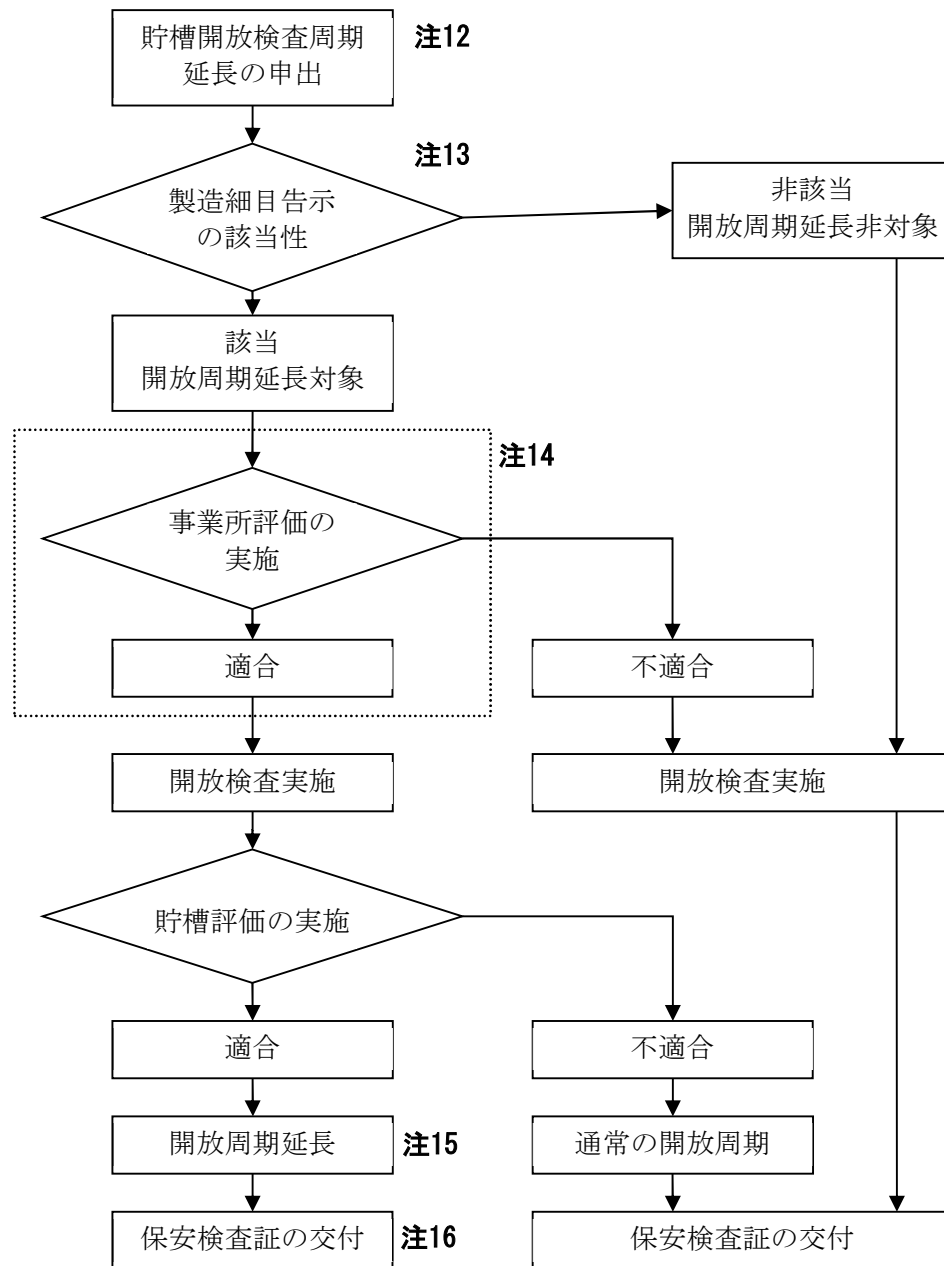 貯槽開放検査周期
延長の申出
注12
注13
製造細目告示
の該当性
非該当
開放周期延長非対象
該当
開放周期延長対象
注14
事業所評価の
実施
適合
不適合
開放検査実施
開放検査実施
貯槽評価の実施
適合
不適合
開放周期延長
注15
通常の開放周期
保安検査証の交付
注16
保安検査証の交付